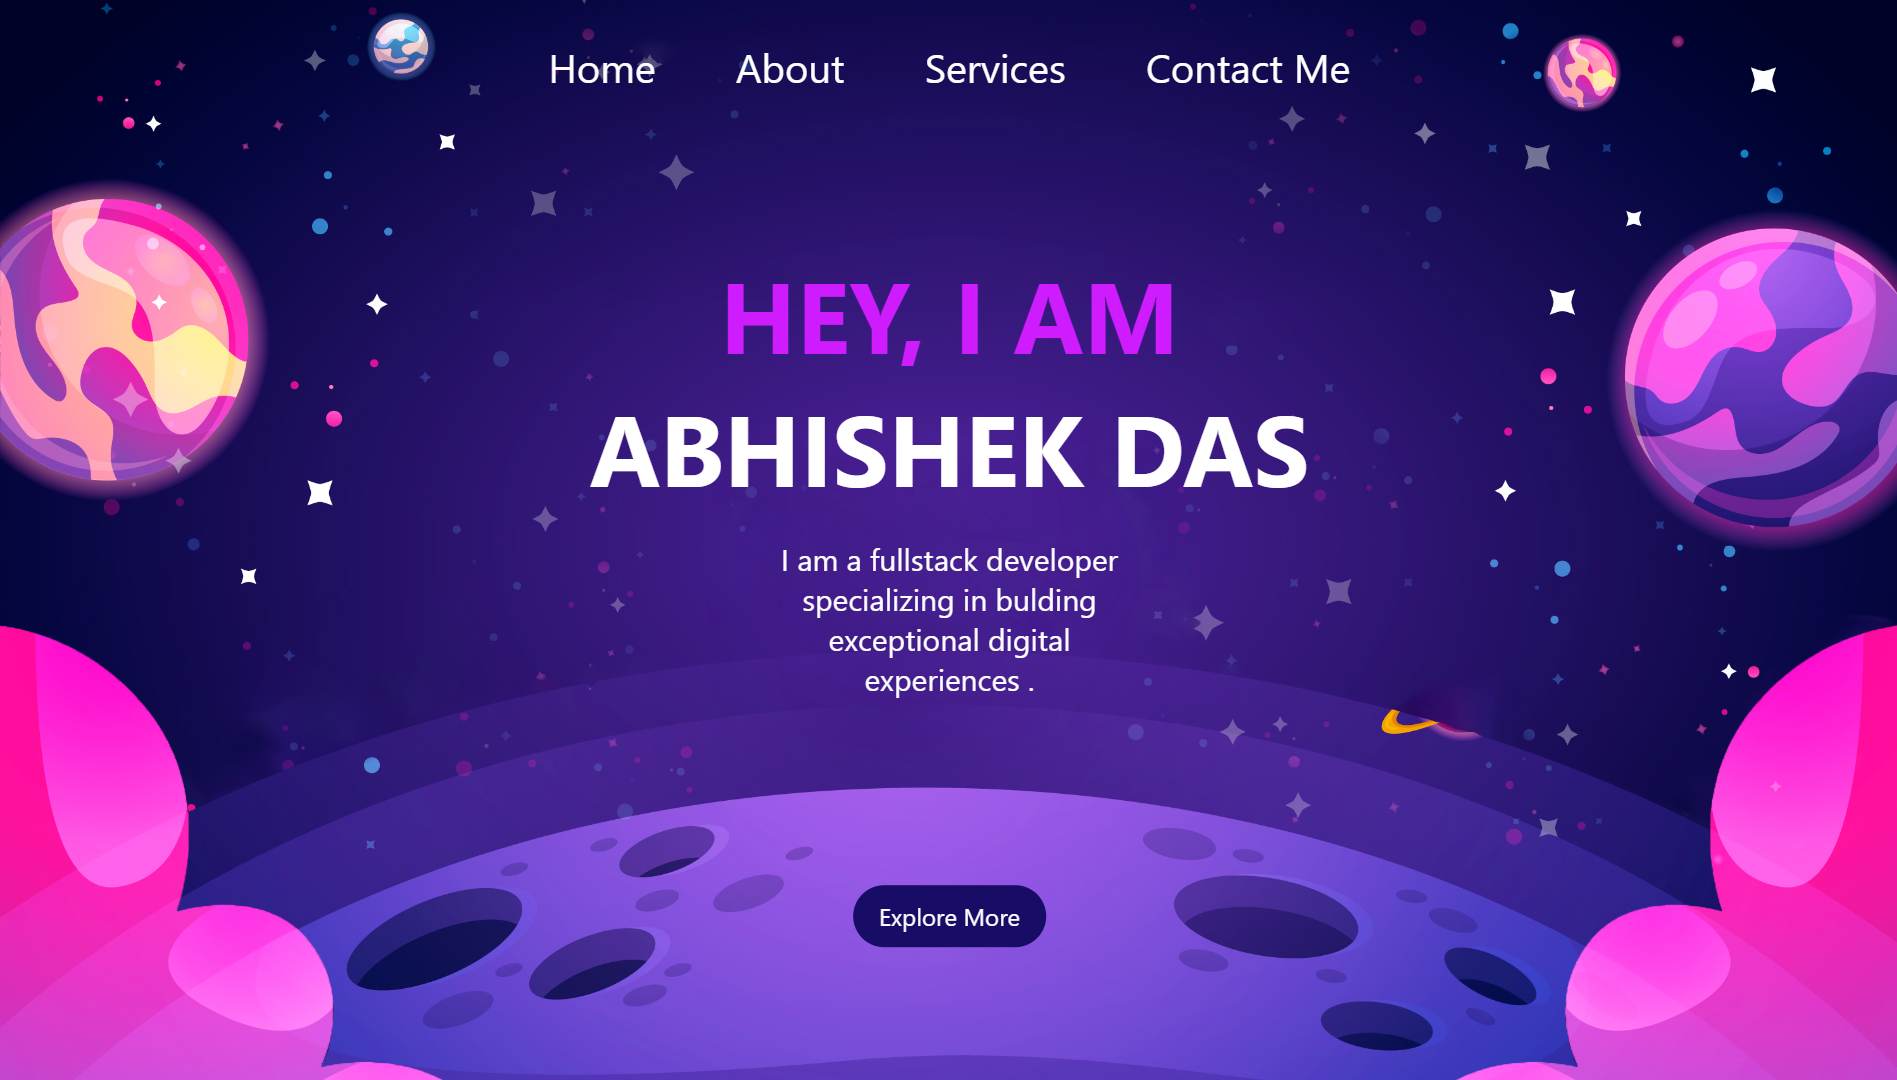 Home About Services Contact Me
HEY, I AM
ABHISHEK DAS
I am a fullstack developer
specializing in bulding
exceptional digital
experiences .
Explore More